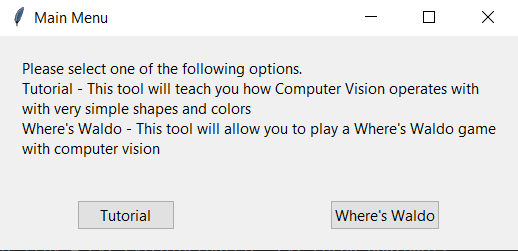 Main Menu
Please select one of the following options.
Tutorial - This tool will teach you how Computer Vision operates with
with very simple shapes and colors
Where's Waldo - This tool will allow you to play a Where's Waldo game
with computer vision
Tutorial
Where's Waldo